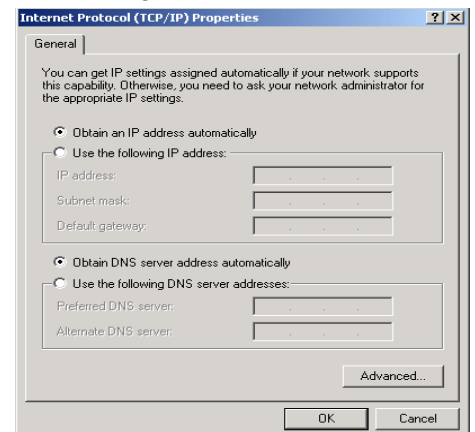 Internet Protocol (TCP/IP) Properties
General
You can get IP settings assigned automatically if your network supports
this capability. Otherwise, you need to ask your network administrator for
the appropriate IP settings.
Obtain an IP address automatically
Use the following IP address:
IP address:
Subnet mask:
Default gateway:
Obtain DNS server address automatically
Use the following DNS server addresses:
Preferred DNS server:
Alternate DNS server:
Advanced...
OK Cancel